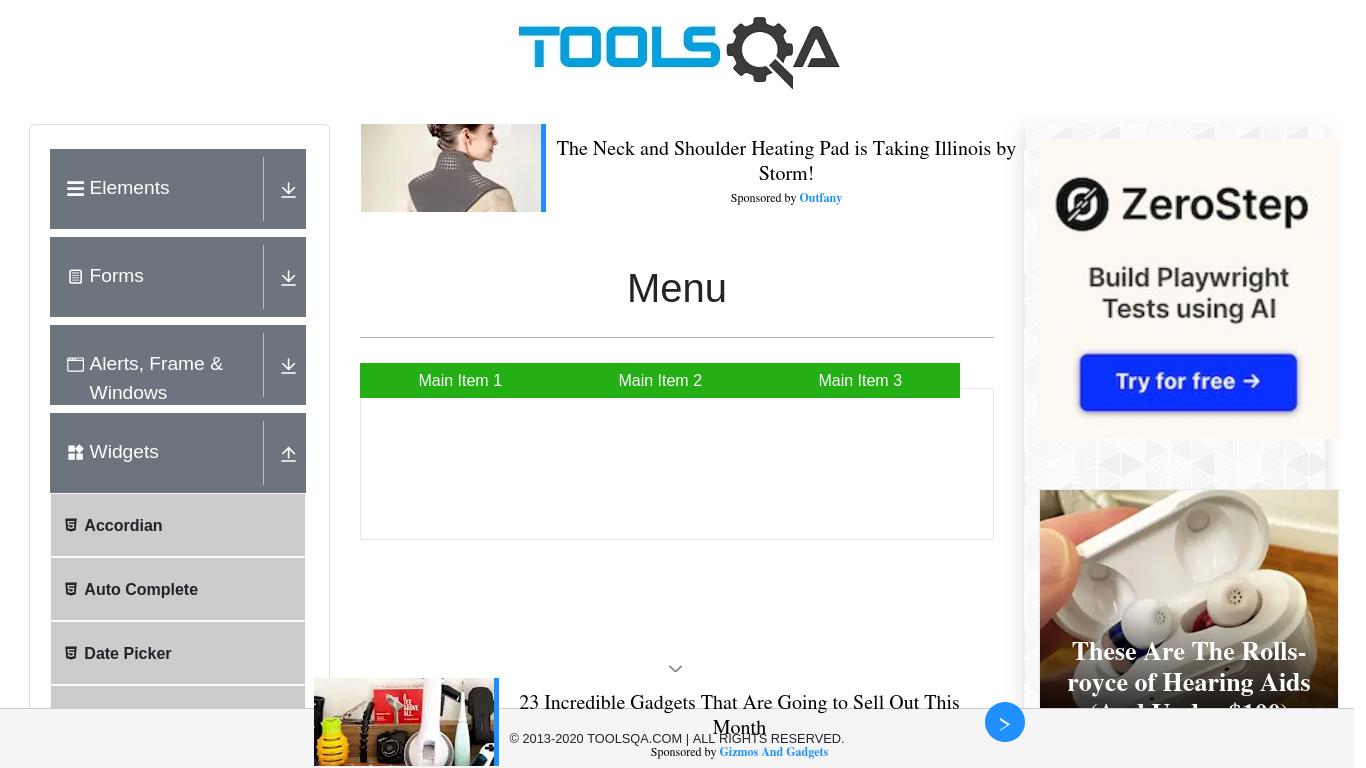 TOOLSQA
Elements
Forms
Alerts, Frame &
Windows
Widgets
Accordian
Auto Complete
Date Picker
The Neck and Shoulder Heating Pad is Taking Illinois by
Storm!
Sponsored by Outfany
Menu
Main Item 1
Main Item 2
Main Item 3
ZeroStep
Build Playwright
Tests using AI
Try for free →
These Are The Rolls-
royce of Hearing Aids
23 Incredible Gadgets That Are Going to Sell Out This
Month
© 2013-2020 TOOLSQA.COM | ALL RIGHTS RESERVED.
Sponsored by Gizmos And Gadgets